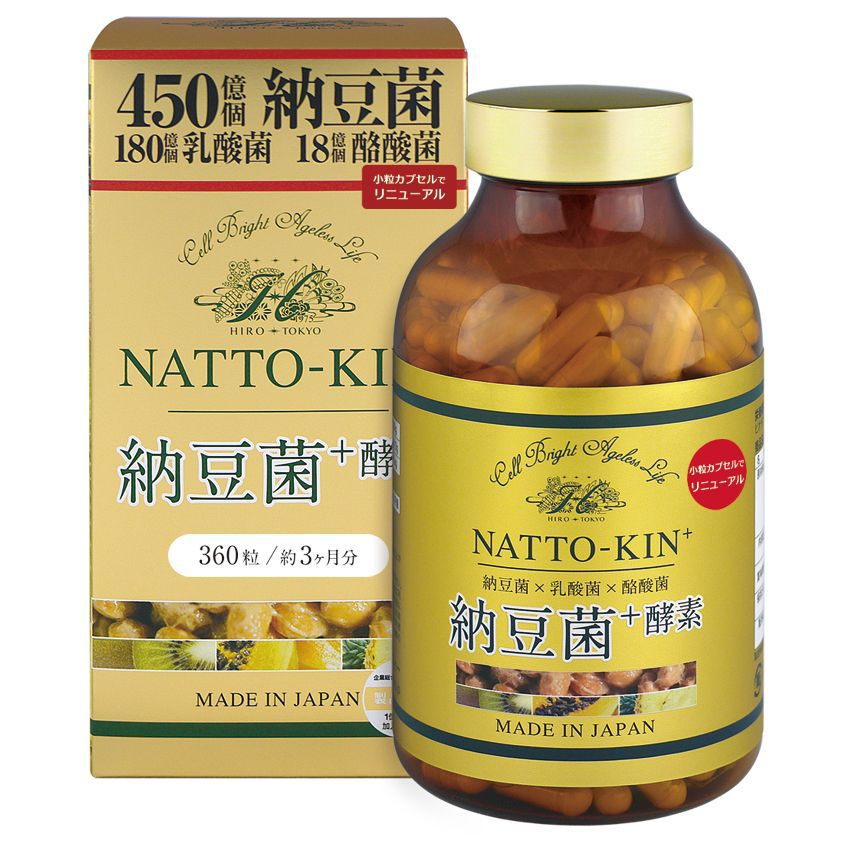 450億個 納豆菌
180億個 乳酸菌 18億個 酪酸菌
小粒カプセルで
リニューアル
Cell Bright Ageless Life
H
1975
HIRO TOKYO
NATTO-KIN
納豆菌+酵
360粒/約3ヶ月分
MADE IN JAPAN
Cell Bright Ageless Life
H
HIRO TOKYO
小粒カプセルで
リニューアル
NATTO-KIN+
納豆菌×乳酸菌×酪酸菌
納豆菌+酵素
MADE IN JAPAN